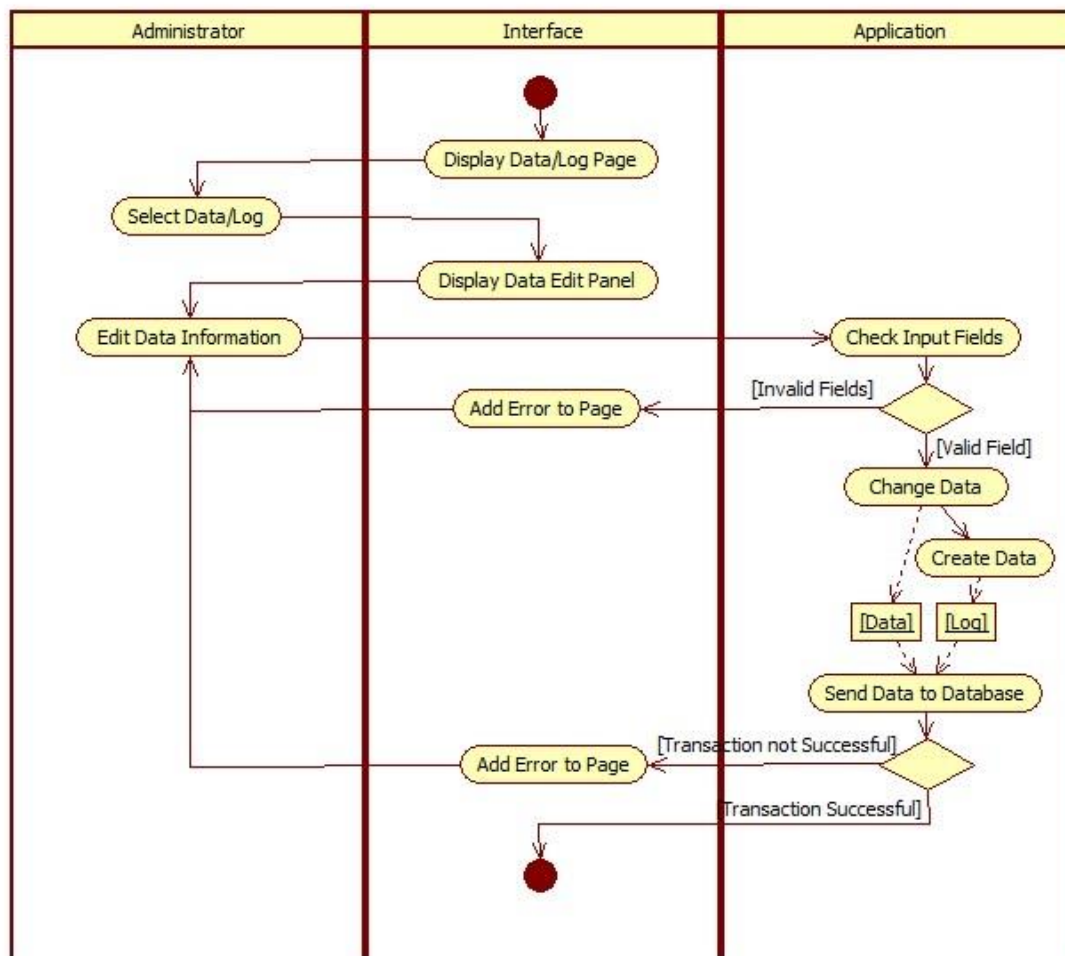 Administrator
Interface
Application
Display Data/Log Page
Select Data/Log
Display Data Edit Panel
Edit Data Information
Check Input Fields
[Invalid Fields]
Add Error to Page
[Valid Field]
Change Data
Create Data
[Data]
[Log]
Send Data to Database
[Transaction not Successful]
Add Error to Page
[Transaction Successful]